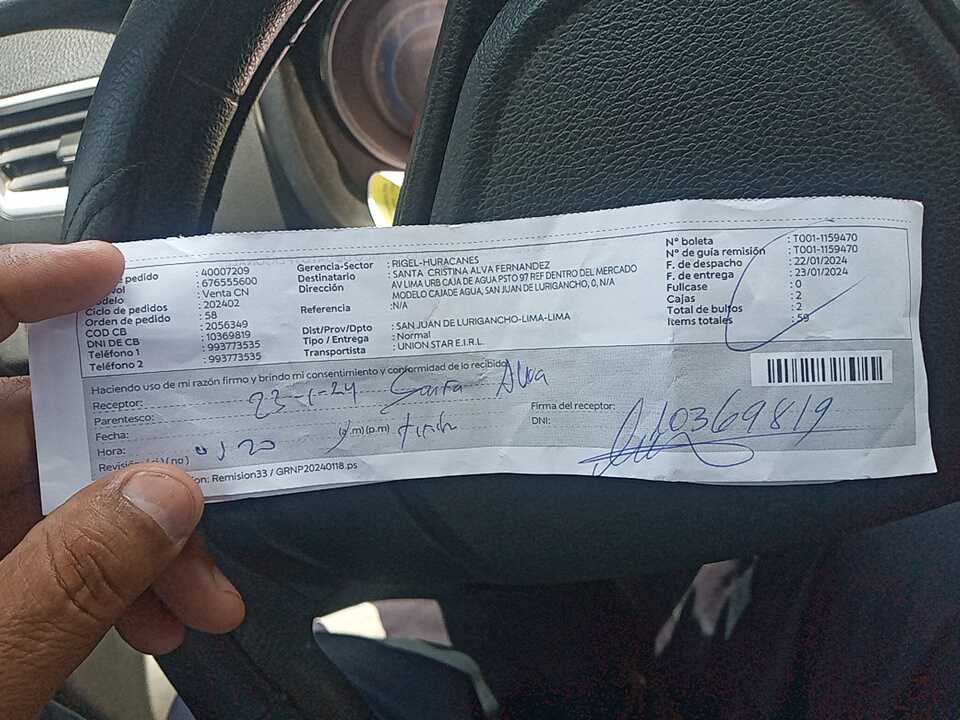 pedido : 40007209
: 676555600
: Venta CN
Ciclo de pedidos : 202402
Orden de pedido : 58
COD CB : 2056349
DNI DE CB : 10369819
Teléfono 1 : 993773535
Teléfono 2 : 993773535
Gerencia-Sector : RIGEL-HURACANES
Destinatario : SANTA CRISTINA ALVA FERNANDEZ
Dirección AV LIMA URB CAJA DE AGUA PSTO 97 REF DENTRO DEL MERCADO
MODELO CAJA DE AGUA, SAN JUAN DE LURIGANCHO, 0, N/A
Referencia : N/A
Dist/Prov/Dpto : SAN JUAN DE LURIGANCHO-LIMA-LIMA
Tipo / Entrega : Normal
Transportista : UNION STAR E.I.R.L.
N° boleta : T001-1159470
N° de guía remisión : T001-1159470
F. de despacho : 22/01/2024
F. de entrega : 23/01/2024
Fullcase : 0
Cajas : 2
Total de bultos : 2
Items totales : 59
Haciendo uso de mi razón firmo y brindo mi consentimiento y conformidad de lo recibido
Receptor: 23-1-24 Santa Alva
Parentesco:
Fecha:
Hora: (a.m)(p.m)
Revisión (si) (no)
Firma del receptor:
DNI: 10369819
on: Remision33 / GRNP20240118.ps